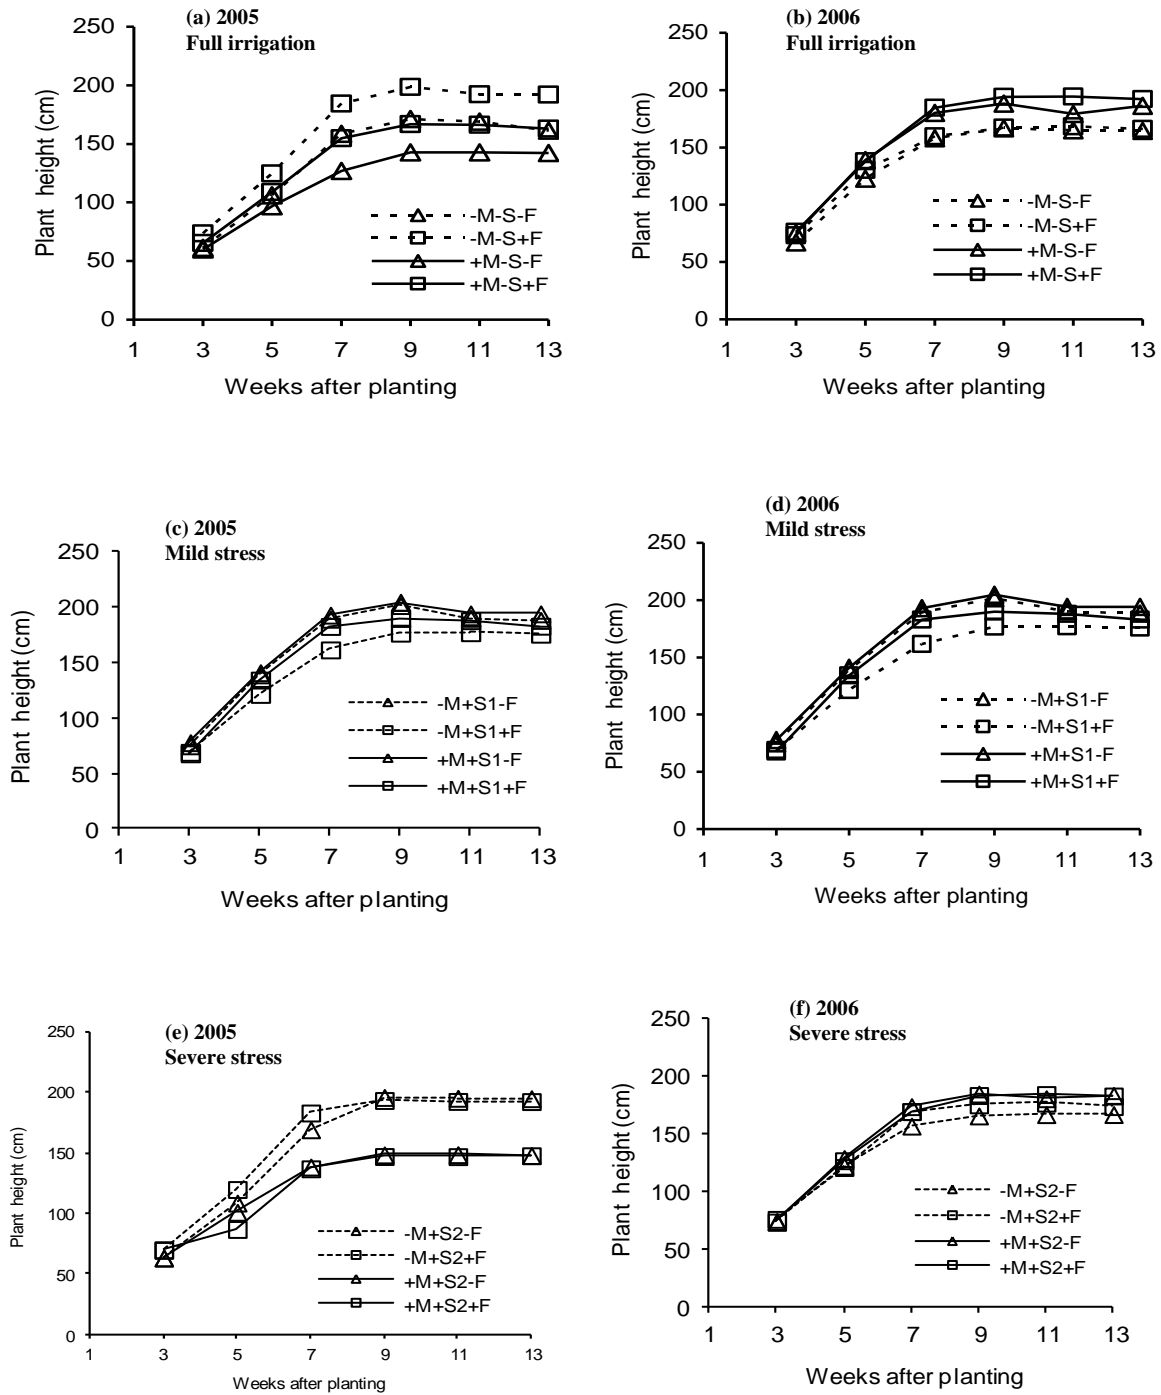 (a) 2005
Full irrigation
250
200
150
100
50
0
Plant height (cm)
-M-S-F
-M-S+F
+M-S-F
+M-S+F
1 3 5 7 9 11 13
Weeks after planting
(b) 2006
Full irrigation
250
200
150
100
50
0
Plant height (cm)
-M-S-F
-M-S+F
+M-S-F
+M-S+F
1 3 5 7 9 11 13
Weeks after planting
(c) 2005
Mild stress
250
200
150
100
50
0
Plant height (cm)
-M+S1-F
-M+S1+F
+M+S1-F
+M+S1+F
1 3 5 7 9 11 13
Weeks after planting
(d) 2006
Mild stress
250
200
150
100
50
0
Plant height (cm)
-M+S1-F
-M+S1+F
+M+S1-F
+M+S1+F
1 3 5 7 9 11 13
Weeks after planting
(e) 2005
Severe stress
250
200
150
100
50
0
Plant height (cm)
-M+S2-F
-M+S2+F
+M+S2-F
+M+S2+F
1 3 5 7 9 11 13
Weeks after planting
(f) 2006
Severe stress
250
200
150
100
50
0
Plant height (cm)
-M+S2-F
-M+S2+F
+M+S2-F
+M+S2+F
1 3 5 7 9 11 13
Weeks after planting